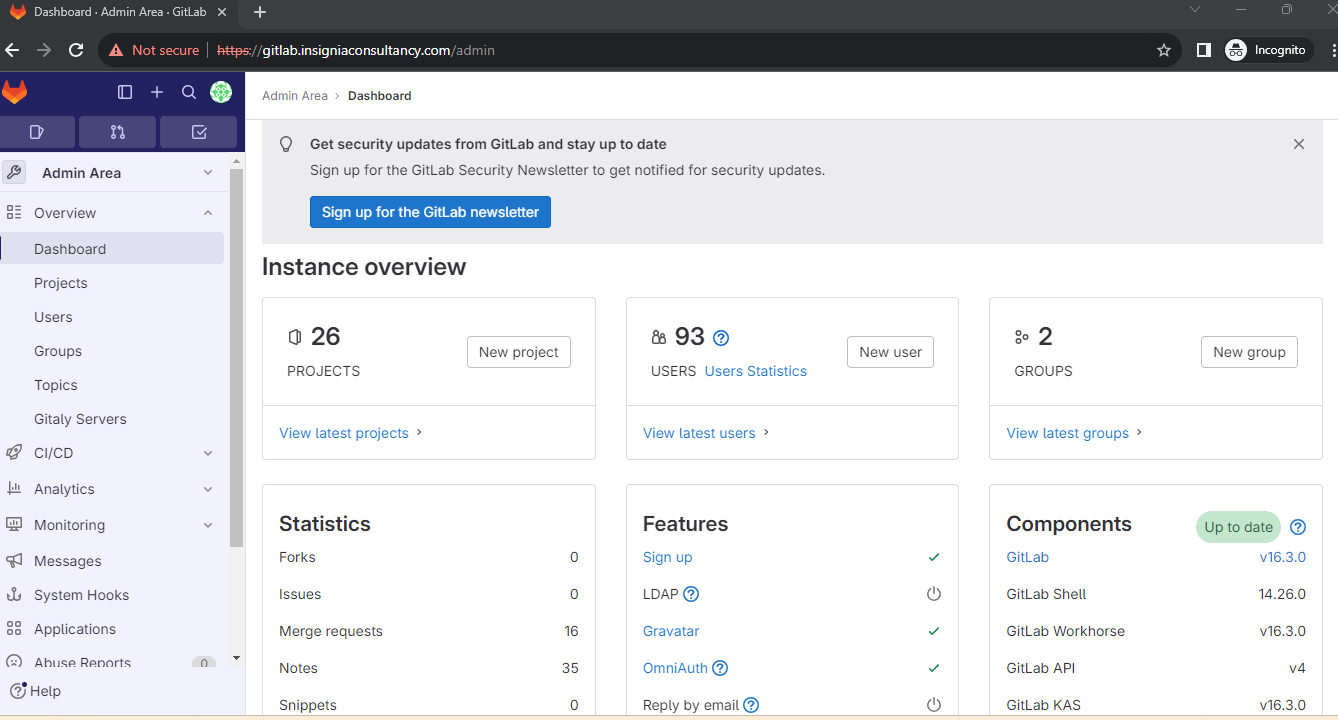 Dashboard · Admin Area · GitLab
Not secure https://gitlab.insigniaconsultancy.com/admin Incognito
Admin Area › Dashboard
Admin Area
Overview
Dashboard
Projects
Users
Groups
Topics
Gitaly Servers
CI/CD
Analytics
Monitoring
Messages
System Hooks
Applications
Abuse Reports 0
Help
Get security updates from GitLab and stay up to date
Sign up for the GitLab Security Newsletter to get notified for security updates.
Sign up for the GitLab newsletter
Instance overview
26
PROJECTS
New project
View latest projects
93
USERS Users Statistics
New user
View latest users
2
GROUPS
New group
View latest groups
Statistics
Forks 0
Issues 0
Merge requests 16
Notes 35
Snippets 0
Features
Sign up
LDAP
Gravatar
OmniAuth
Reply by email
Components Up to date
GitLab v16.3.0
GitLab Shell 14.26.0
GitLab Workhorse v16.3.0
GitLab API v4
GitLab KAS v16.3.0